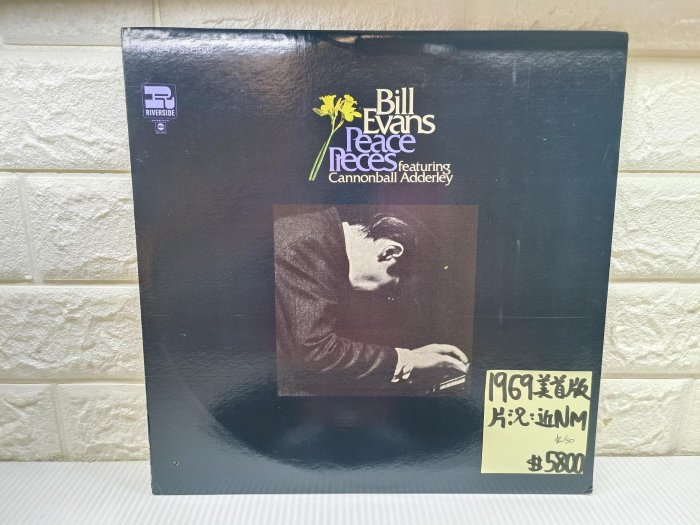 RIVERSIDE
Bill
Evans
Peace
Pieces featuring
Cannonball Adderley
1969美首版
片況:近NM
$5800